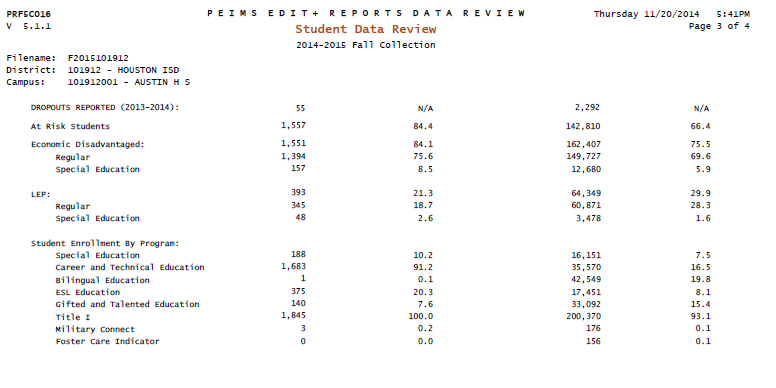 PRF5C016 P E I M S E D I T + R E P O R T S D A T A R E V I E W Thursday 11/20/2014 5:41PM
V 5.1.1 Student Data Review Page 3 of 4
2014-2015 Fall Collection
Filename: F2015101912
District: 101912 - HOUSTON ISD
Campus: 101912001 - AUSTIN H S
DROPOUTS REPORTED (2013-2014): 55 N/A 2,292 N/A
At Risk Students 1,557 84.4 142,810 66.4
Economic Disadvantaged: 1,551 84.1 162,407 75.5
Regular 1,394 75.6 149,727 69.6
Special Education 157 8.5 12,680 5.9
LEP: 393 21.3 64,349 29.9
Regular 345 18.7 60,871 28.3
Special Education 48 2.6 3,478 1.6
Student Enrollment By Program:
Special Education 188 10.2 16,151 7.5
Career and Technical Education 1,683 91.2 35,570 16.5
Bilingual Education 1 0.1 42,549 19.8
ESL Education 375 20.3 17,451 8.1
Gifted and Talented Education 140 7.6 33,092 15.4
Title I 1,845 100.0 200,370 93.1
Military Connect 3 0.2 176 0.1
Foster Care Indicator 0 0.0 156 0.1